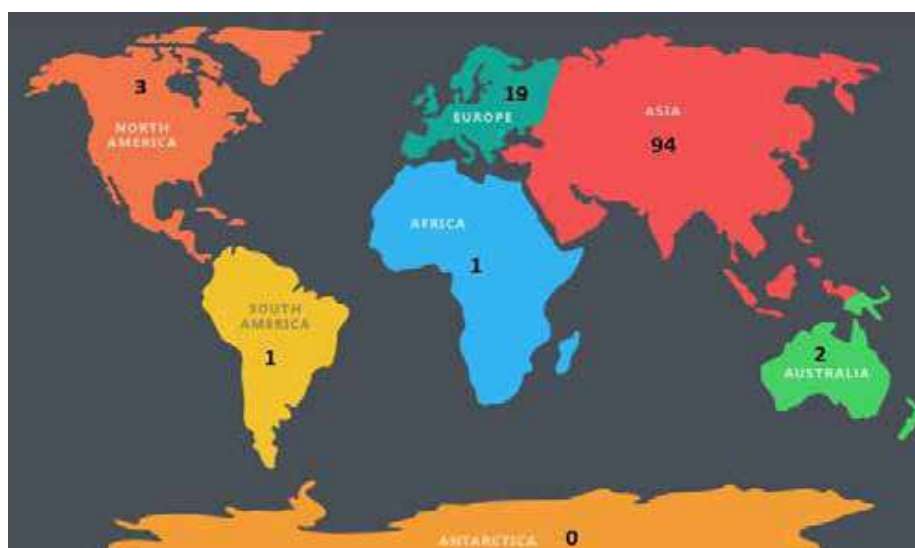 3
NORTH
AMERICA
19
EUROPE
ASIA
94
AFRICA
1
SOUTH
AMERICA
1
2
AUSTRALIA
ANTARCTICA 0